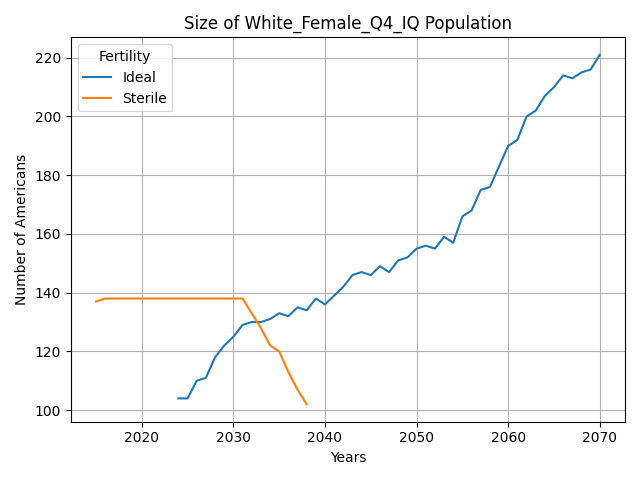 Size of White_Female_Q4_IQ Population
Fertility
Ideal
Sterile
Number of Americans
220
200
180
160
140
120
100
2020 2030 2040 2050 2060 2070
Years